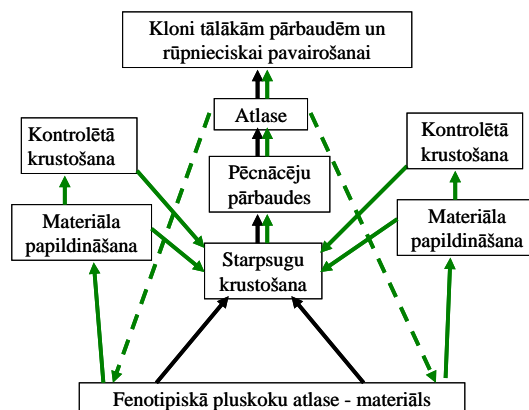 Kloni tālākām pārbaudēm un
rūpnieciskai pavairošanai
Atlase
Kontrolētā
krustošana
Pēcnācēju
pārbaudes
Kontrolētā
krustošana
Materiāla
papildināšana
Materiāla
papildināšana
Starpsugu
krustošana
Fenotipiskā pluskoku atlase - materiāls